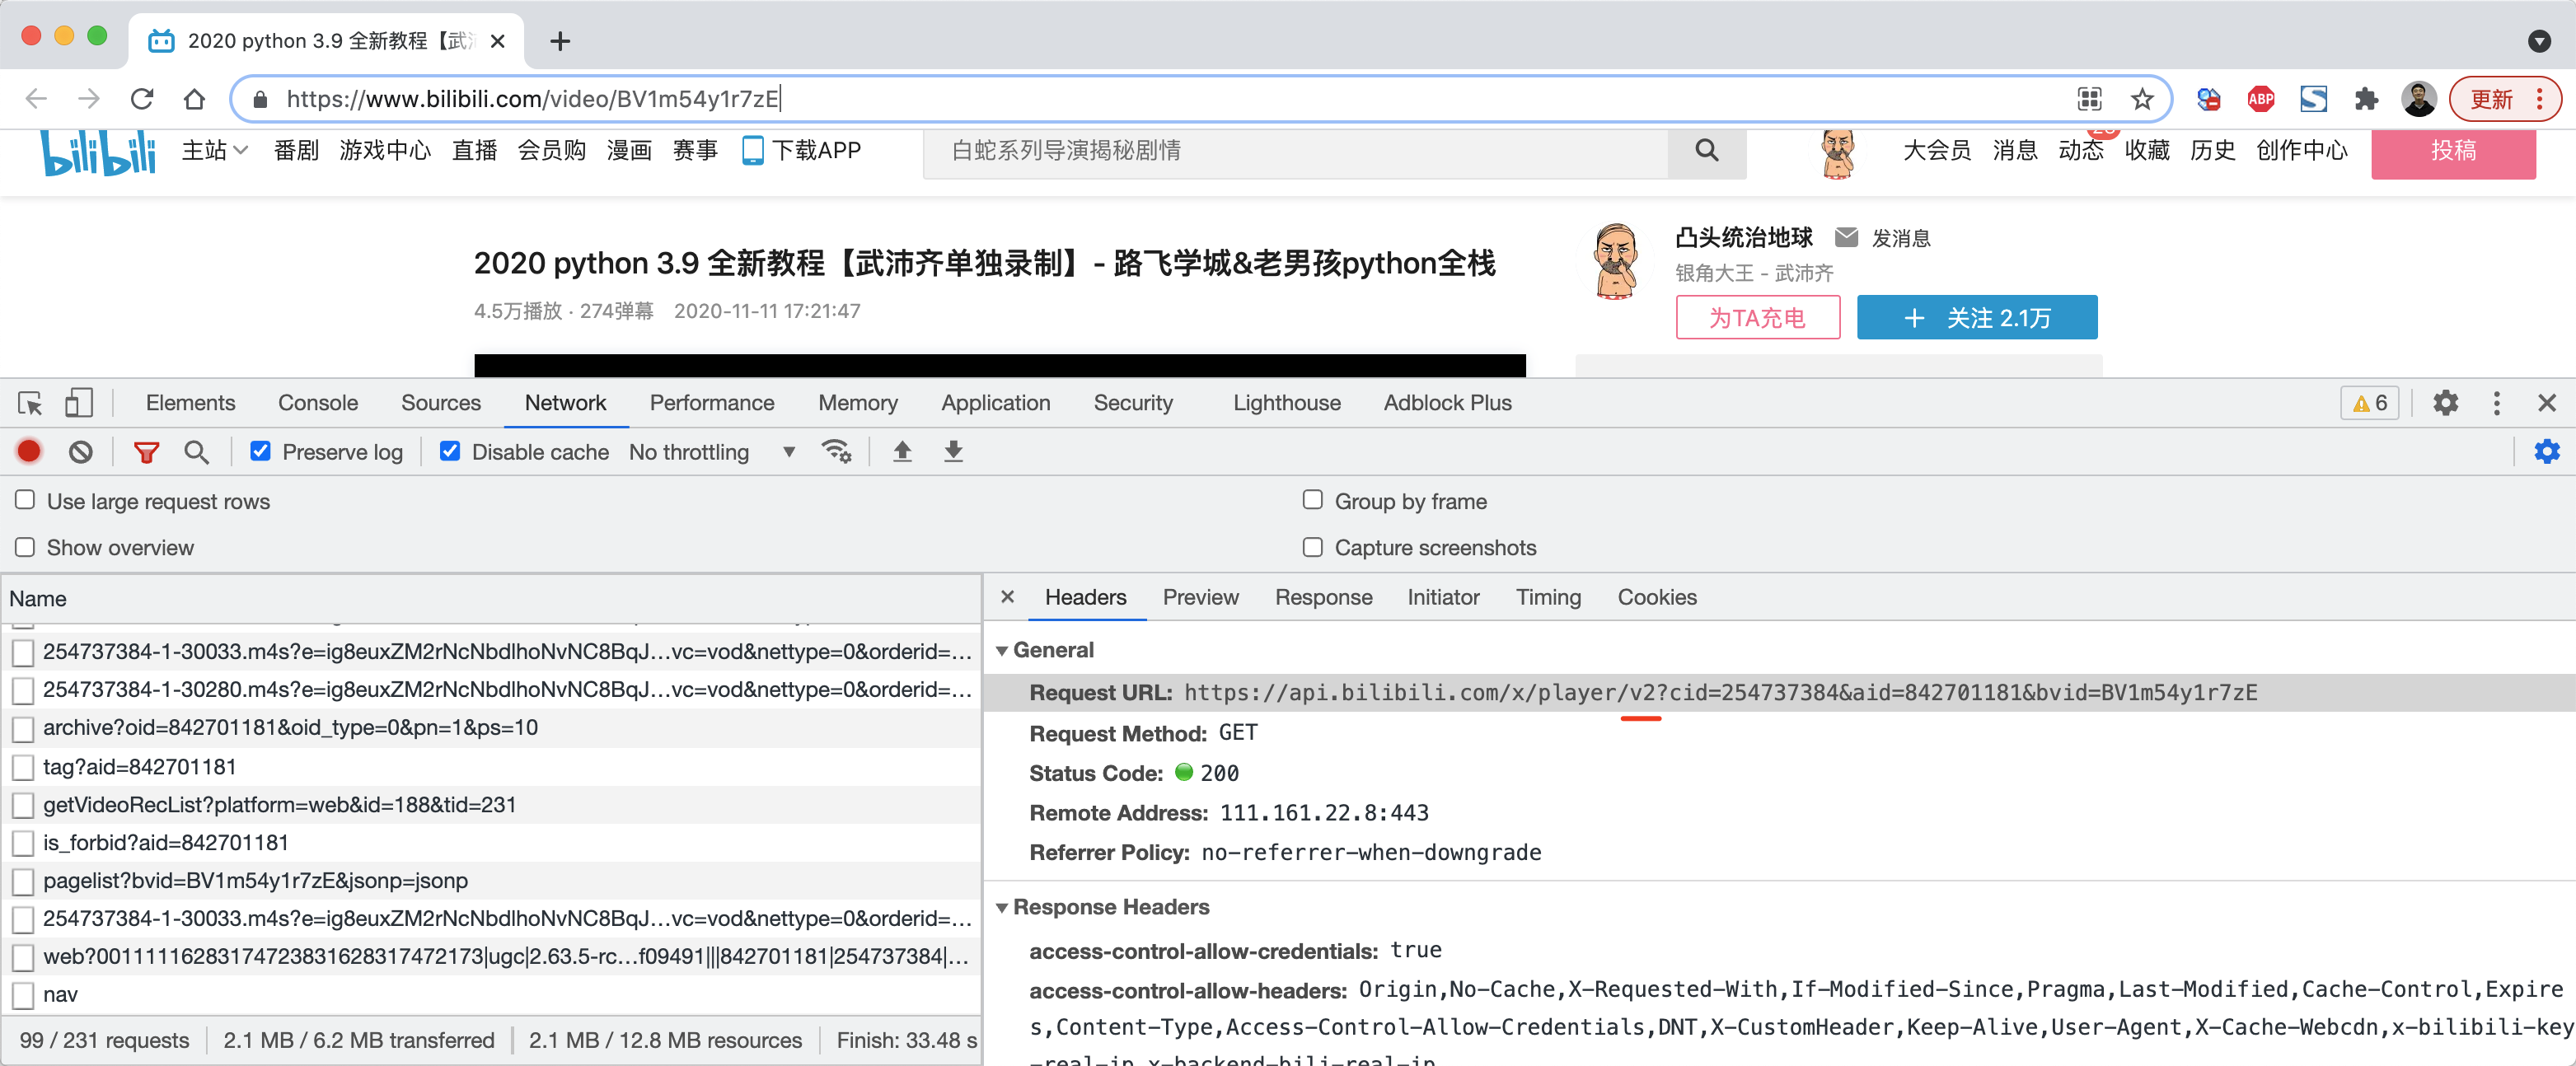 2020 python 3.9 全新教程【武沛
https://www.bilibili.com/video/BV1m54y1r7zE
ABP
更新
bilibili
主站 番剧 游戏中心 直播 会员购 漫画 赛事 下载APP
白蛇系列导演揭秘剧情
大会员 消息 动态 收藏 历史 创作中心 投稿
2020 python 3.9 全新教程【武沛齐单独录制】- 路飞学城&老男孩python全栈
4.5万播放 · 274弹幕 2020-11-11 17:21:47
凸头统治地球 发消息
银角大王 - 武沛齐
为TA充电
+ 关注 2.1万
Elements Console Sources Network Performance Memory Application Security Lighthouse Adblock Plus 6
Preserve log Disable cache No throttling
Use large request rows
Group by frame
Show overview
Capture screenshots
Name
254737384-1-30033.m4s?e=ig8euxZM2rNcNbdlhoNvNC8BqJ…vc=vod&nettype=0&orderid=…
254737384-1-30280.m4s?e=ig8euxZM2rNcNbdlhoNvNC8BqJ…vc=vod&nettype=0&orderid=…
archive?oid=842701181&oid_type=0&pn=1&ps=10
tag?aid=842701181
getVideoRecList?platform=web&id=188&tid=231
is_forbid?aid=842701181
pagelist?bvid=BV1m54y1r7zE&jsonp=jsonp
254737384-1-30033.m4s?e=ig8euxZM2rNcNbdlhoNvNC8BqJ…vc=vod&nettype=0&orderid=…
web?0011111628317472383162831747 2173|ugc|2.63.5-rc…f09491|||842701181|254737384|…
nav
99 / 231 requests 2.1 MB / 6.2 MB transferred 2.1 MB / 12.8 MB resources Finish: 33.48 s
Headers Preview Response Initiator Timing Cookies
General
Request URL: https://api.bilibili.com/x/player/v2?cid=254737384&aid=842701181&bvid=BV1m54y1r7zE
Request Method: GET
Status Code: 200
Remote Address: 111.161.22.8:443
Referrer Policy: no-referrer-when-downgrade
Response Headers
access-control-allow-credentials: true
access-control-allow-headers: Origin,No-Cache,X-Requested-With,If-Modified-Since,Pragma,Last-Modified,Cache-Control,Expire
s,Content-Type,Access-Control-Allow-Credentials,DNT,X-CustomHeader,Keep-Alive,User-Agent,X-Cache-Webcdn,x-bilibili-key
-real-ip,x-backend-bili-real-ip